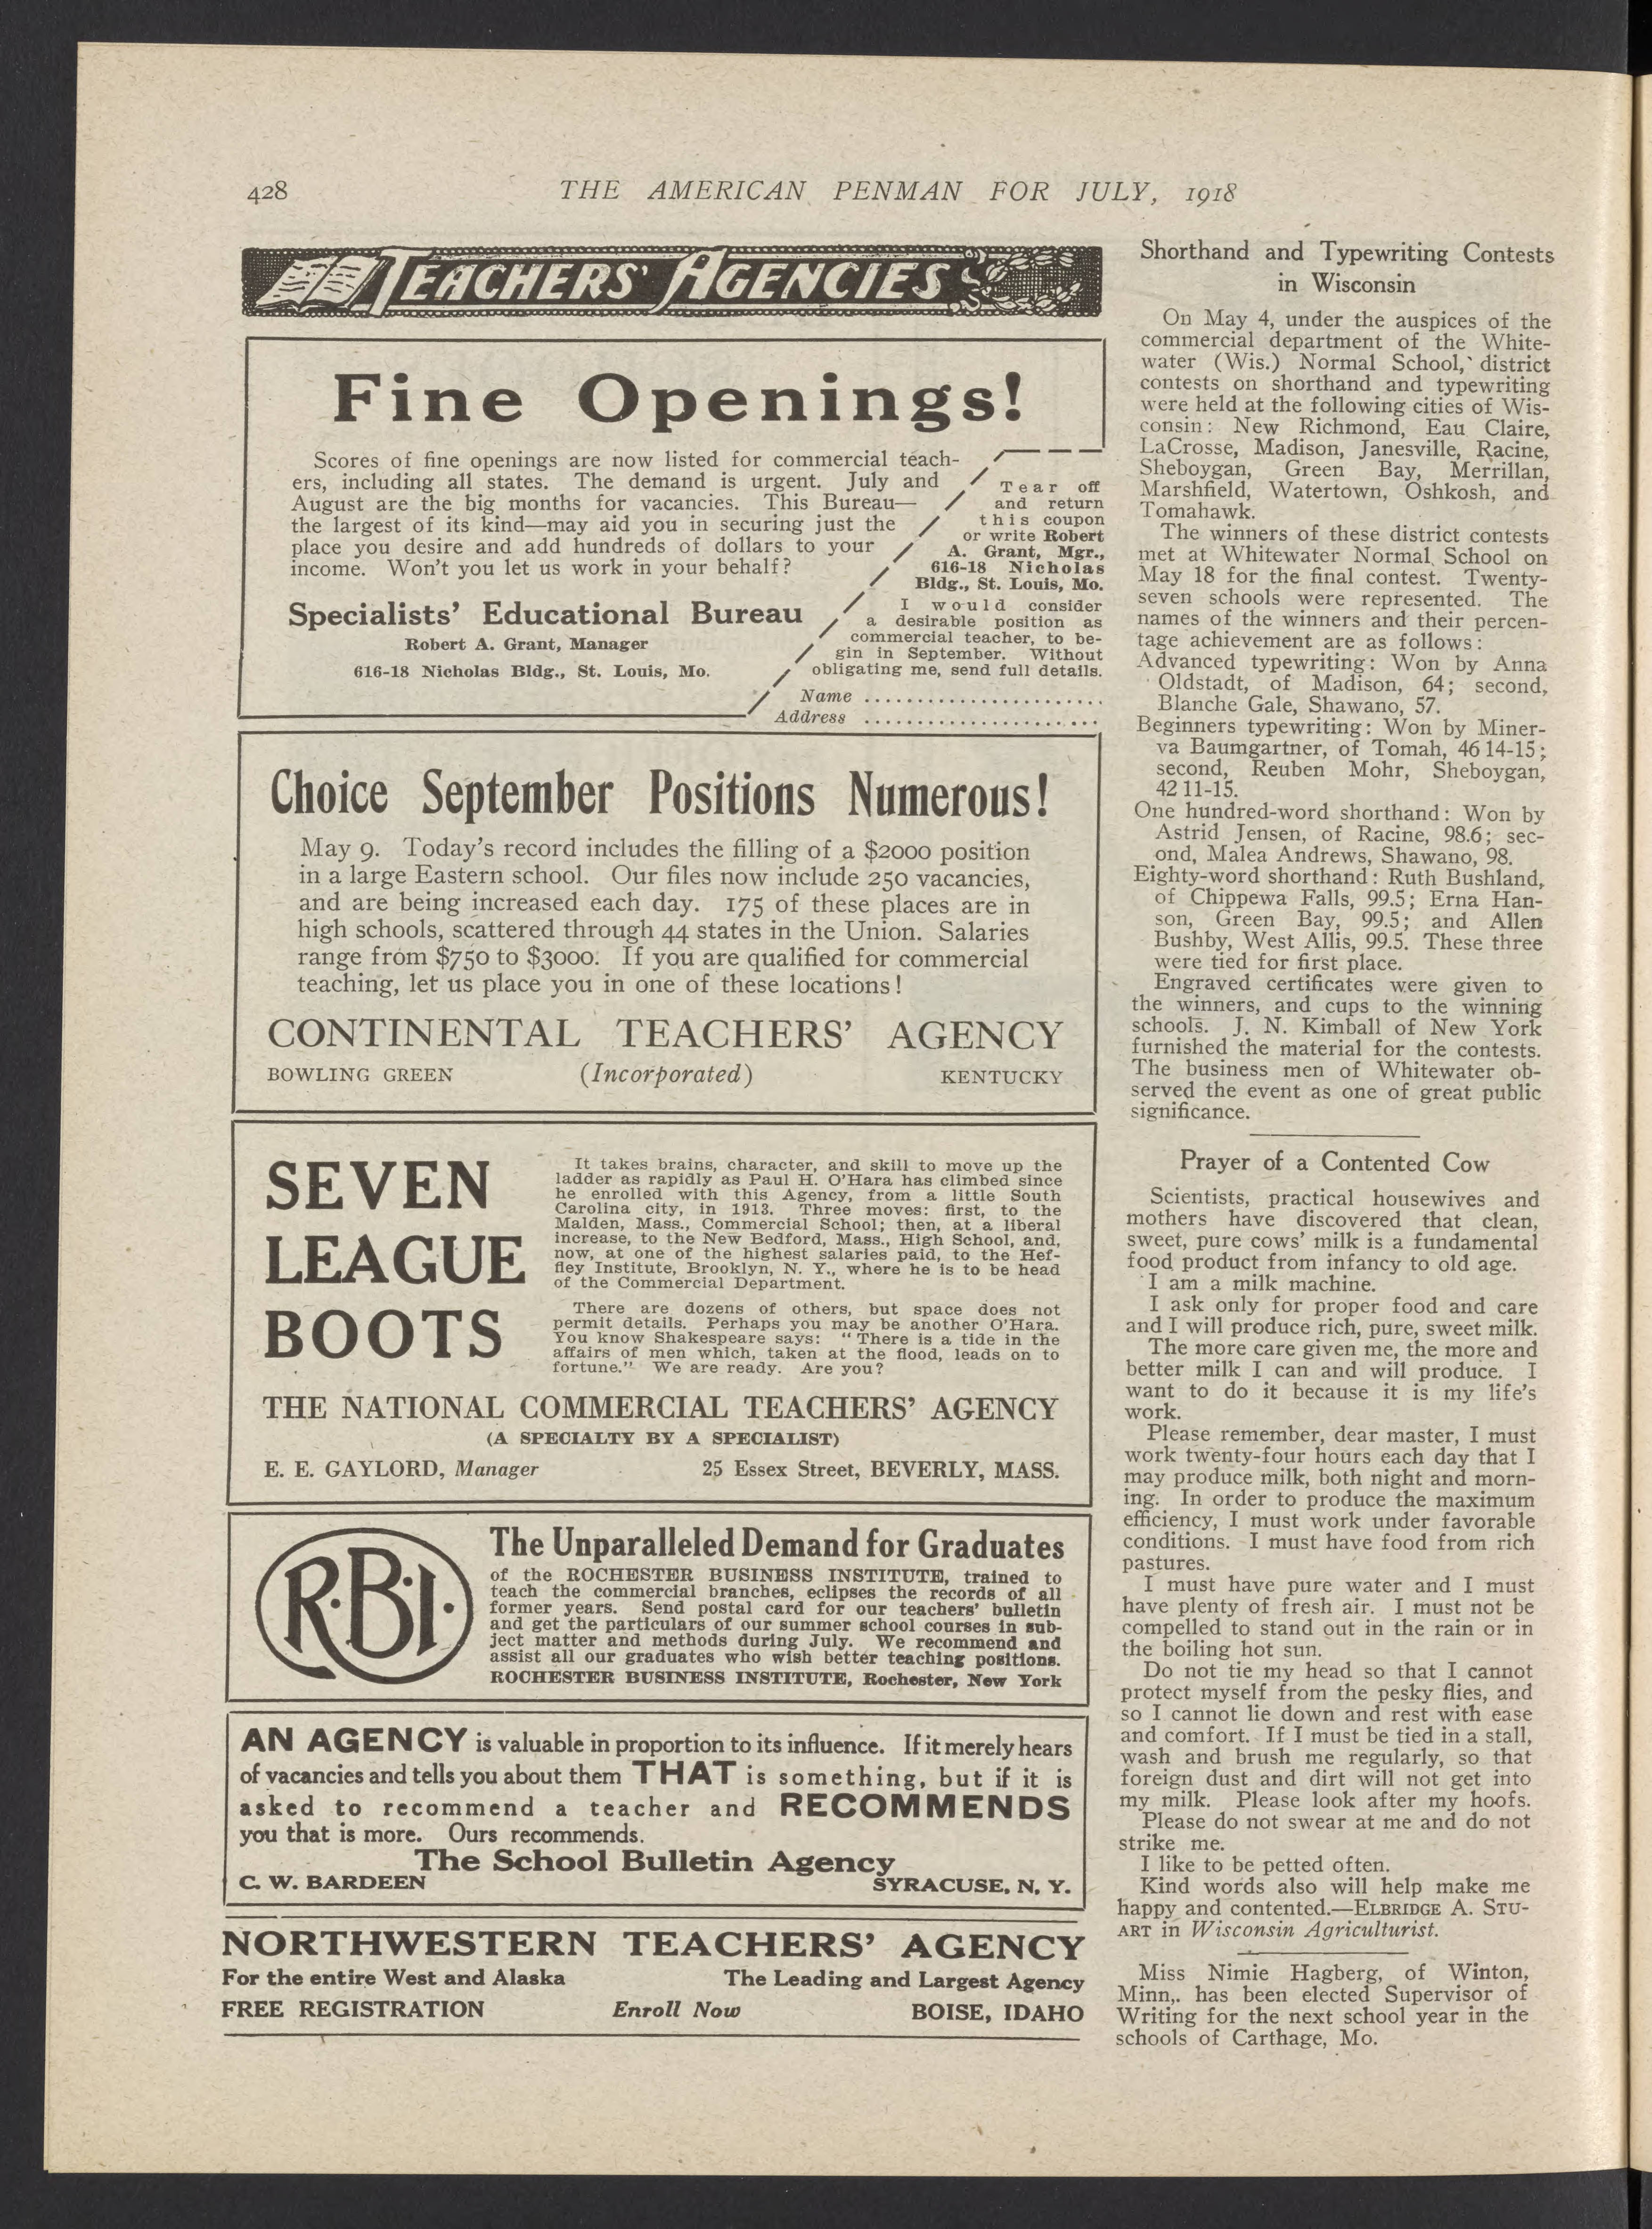 428
THE AMERICAN PENMAN FOR JULY, 1918
TEACHERS' AGENCIES
Fine Openings!
Scores of fine openings are now listed for commercial teach-
ers, including all states. The demand is urgent. July and
August are the big months for vacancies. This Bureau—
the largest of its kind—may aid you in securing just the
place you desire and add hundreds of dollars to your
income. Won't you let us work in your behalf?
Specialists' Educational Bureau
Robert A. Grant, Manager
616-18 Nicholas Bldg., St. Louis, Mo.
Tear off
and return
this coupon
or write Robert
A. Grant, Mgr.,
616-18 Nicholas
Bldg., St. Louis, Mo.
I would consider
a desirable position as
commercial teacher, to be-
gin in September. Without
obligating me, send full details.
Name ........................
Address ........................
Choice September Positions Numerous!
May 9. Today's record includes the filling of a $2000 position
in a large Eastern school. Our files now include 250 vacancies,
and are being increased each day. 175 of these places are in
high schools, scattered through 44 states in the Union. Salaries
range from $750 to $3000. If you are qualified for commercial
teaching, let us place you in one of these locations!
CONTINENTAL TEACHERS' AGENCY
BOWLING GREEN (Incorporated) KENTUCKY
SEVEN
LEAGUE
BOOTS
It takes brains, character, and skill to move up the
ladder as rapidly as Paul H. O'Hara has climbed since
he enrolled with this Agency, from a little South
Carolina city, in 1913. Three moves: first, to the
Malden, Mass., Commercial School; then, at a liberal
increase, to the New Bedford, Mass., High School, and,
now, at one of the highest salaries paid, to the Hef-
fley Institute, Brooklyn, N. Y., where he is to be head
of the Commercial Department.
There are dozens of others, but space does not
permit details. Perhaps you may be another O'Hara.
You know Shakespeare says: "There is a tide in the
affairs of men which, taken at the flood, leads on to
fortune." We are ready. Are you?
THE NATIONAL COMMERCIAL TEACHERS' AGENCY
(A SPECIALTY BY A SPECIALIST)
E. E. GAYLORD, Manager 25 Essex Street, BEVERLY, MASS.
R·B·I·
The Unparalleled Demand for Graduates
of the ROCHESTER BUSINESS INSTITUTE, trained to
teach the commercial branches, eclipses the records of all
former years. Send postal card for our teachers' bulletin
and get the particulars of our summer school courses in sub-
ject matter and methods during July. We recommend and
assist all our graduates who wish better teaching positions.
ROCHESTER BUSINESS INSTITUTE, Rochester, New York
AN AGENCY is valuable in proportion to its influence. If it merely hears
of vacancies and tells you about them THAT is something, but if it is
asked to recommend a teacher and RECOMMENDS
you that is more. Ours recommends.
The School Bulletin Agency
C. W. BARDEEN SYRACUSE, N. Y.
NORTHWESTERN TEACHERS' AGENCY
For the entire West and Alaska The Leading and Largest Agency
FREE REGISTRATION Enroll Now BOISE, IDAHO
Shorthand and Typewriting Contests
in Wisconsin
On May 4, under the auspices of the
commercial department of the White-
water (Wis.) Normal School, district
contests on shorthand and typewriting
were held at the following cities of Wis-
consin: New Richmond, Eau Claire,
LaCrosse, Madison, Janesville, Racine,
Sheboygan, Green Bay, Merrillan,
Marshfield, Watertown, Oshkosh, and
Tomahawk.
The winners of these district contests
met at Whitewater Normal School on
May 18 for the final contest. Twenty-
seven schools were represented. The
names of the winners and their percen-
tage achievement are as follows:
Advanced typewriting: Won by Anna
Oldstadt, of Madison, 64; second,
Blanche Gale, Shawano, 57.
Beginners typewriting: Won by Miner-
va Baumgartner, of Tomah, 46 14-15;
second, Reuben Mohr, Sheboygan,
42 11-15.
One hundred-word shorthand: Won by
Astrid Jensen, of Racine, 98.6; sec-
ond, Malea Andrews, Shawano, 98.
Eighty-word shorthand: Ruth Bushland,
of Chippewa Falls, 99.5; Erna Han-
son, Green Bay, 99.5; and Allen
Bushby, West Allis, 99.5. These three
were tied for first place.
Engraved certificates were given to
the winners, and cups to the winning
schools. J. N. Kimball of New York
furnished the material for the contests.
The business men of Whitewater ob-
served the event as one of great public
significance.
Prayer of a Contented Cow
Scientists, practical housewives and
mothers have discovered that clean,
sweet, pure cows' milk is a fundamental
food product from infancy to old age.
I am a milk machine.
I ask only for proper food and care
and I will produce rich, pure, sweet milk.
The more care given me, the more and
better milk I can and will produce. I
want to do it because it is my life's
work.
Please remember, dear master, I must
work twenty-four hours each day that I
may produce milk, both night and morn-
ing. In order to produce the maximum
efficiency, I must work under favorable
conditions. I must have food from rich
pastures.
I must have pure water and I must
have plenty of fresh air. I must not be
compelled to stand out in the rain or in
the boiling hot sun.
Do not tie my head so that I cannot
protect myself from the pesky flies, and
so I cannot lie down and rest with ease
and comfort. If I must be tied in a stall,
wash and brush me regularly, so that
foreign dust and dirt will not get into
my milk. Please look after my hoofs.
Please do not swear at me and do not
strike me.
I like to be petted often.
Kind words also will help make me
happy and contented.—ELBRIDGE A. STU-
ART in Wisconsin Agriculturist.
Miss Nimie Hagberg, of Winton,
Minn,. has been elected Supervisor of
Writing for the next school year in the
schools of Carthage, Mo.